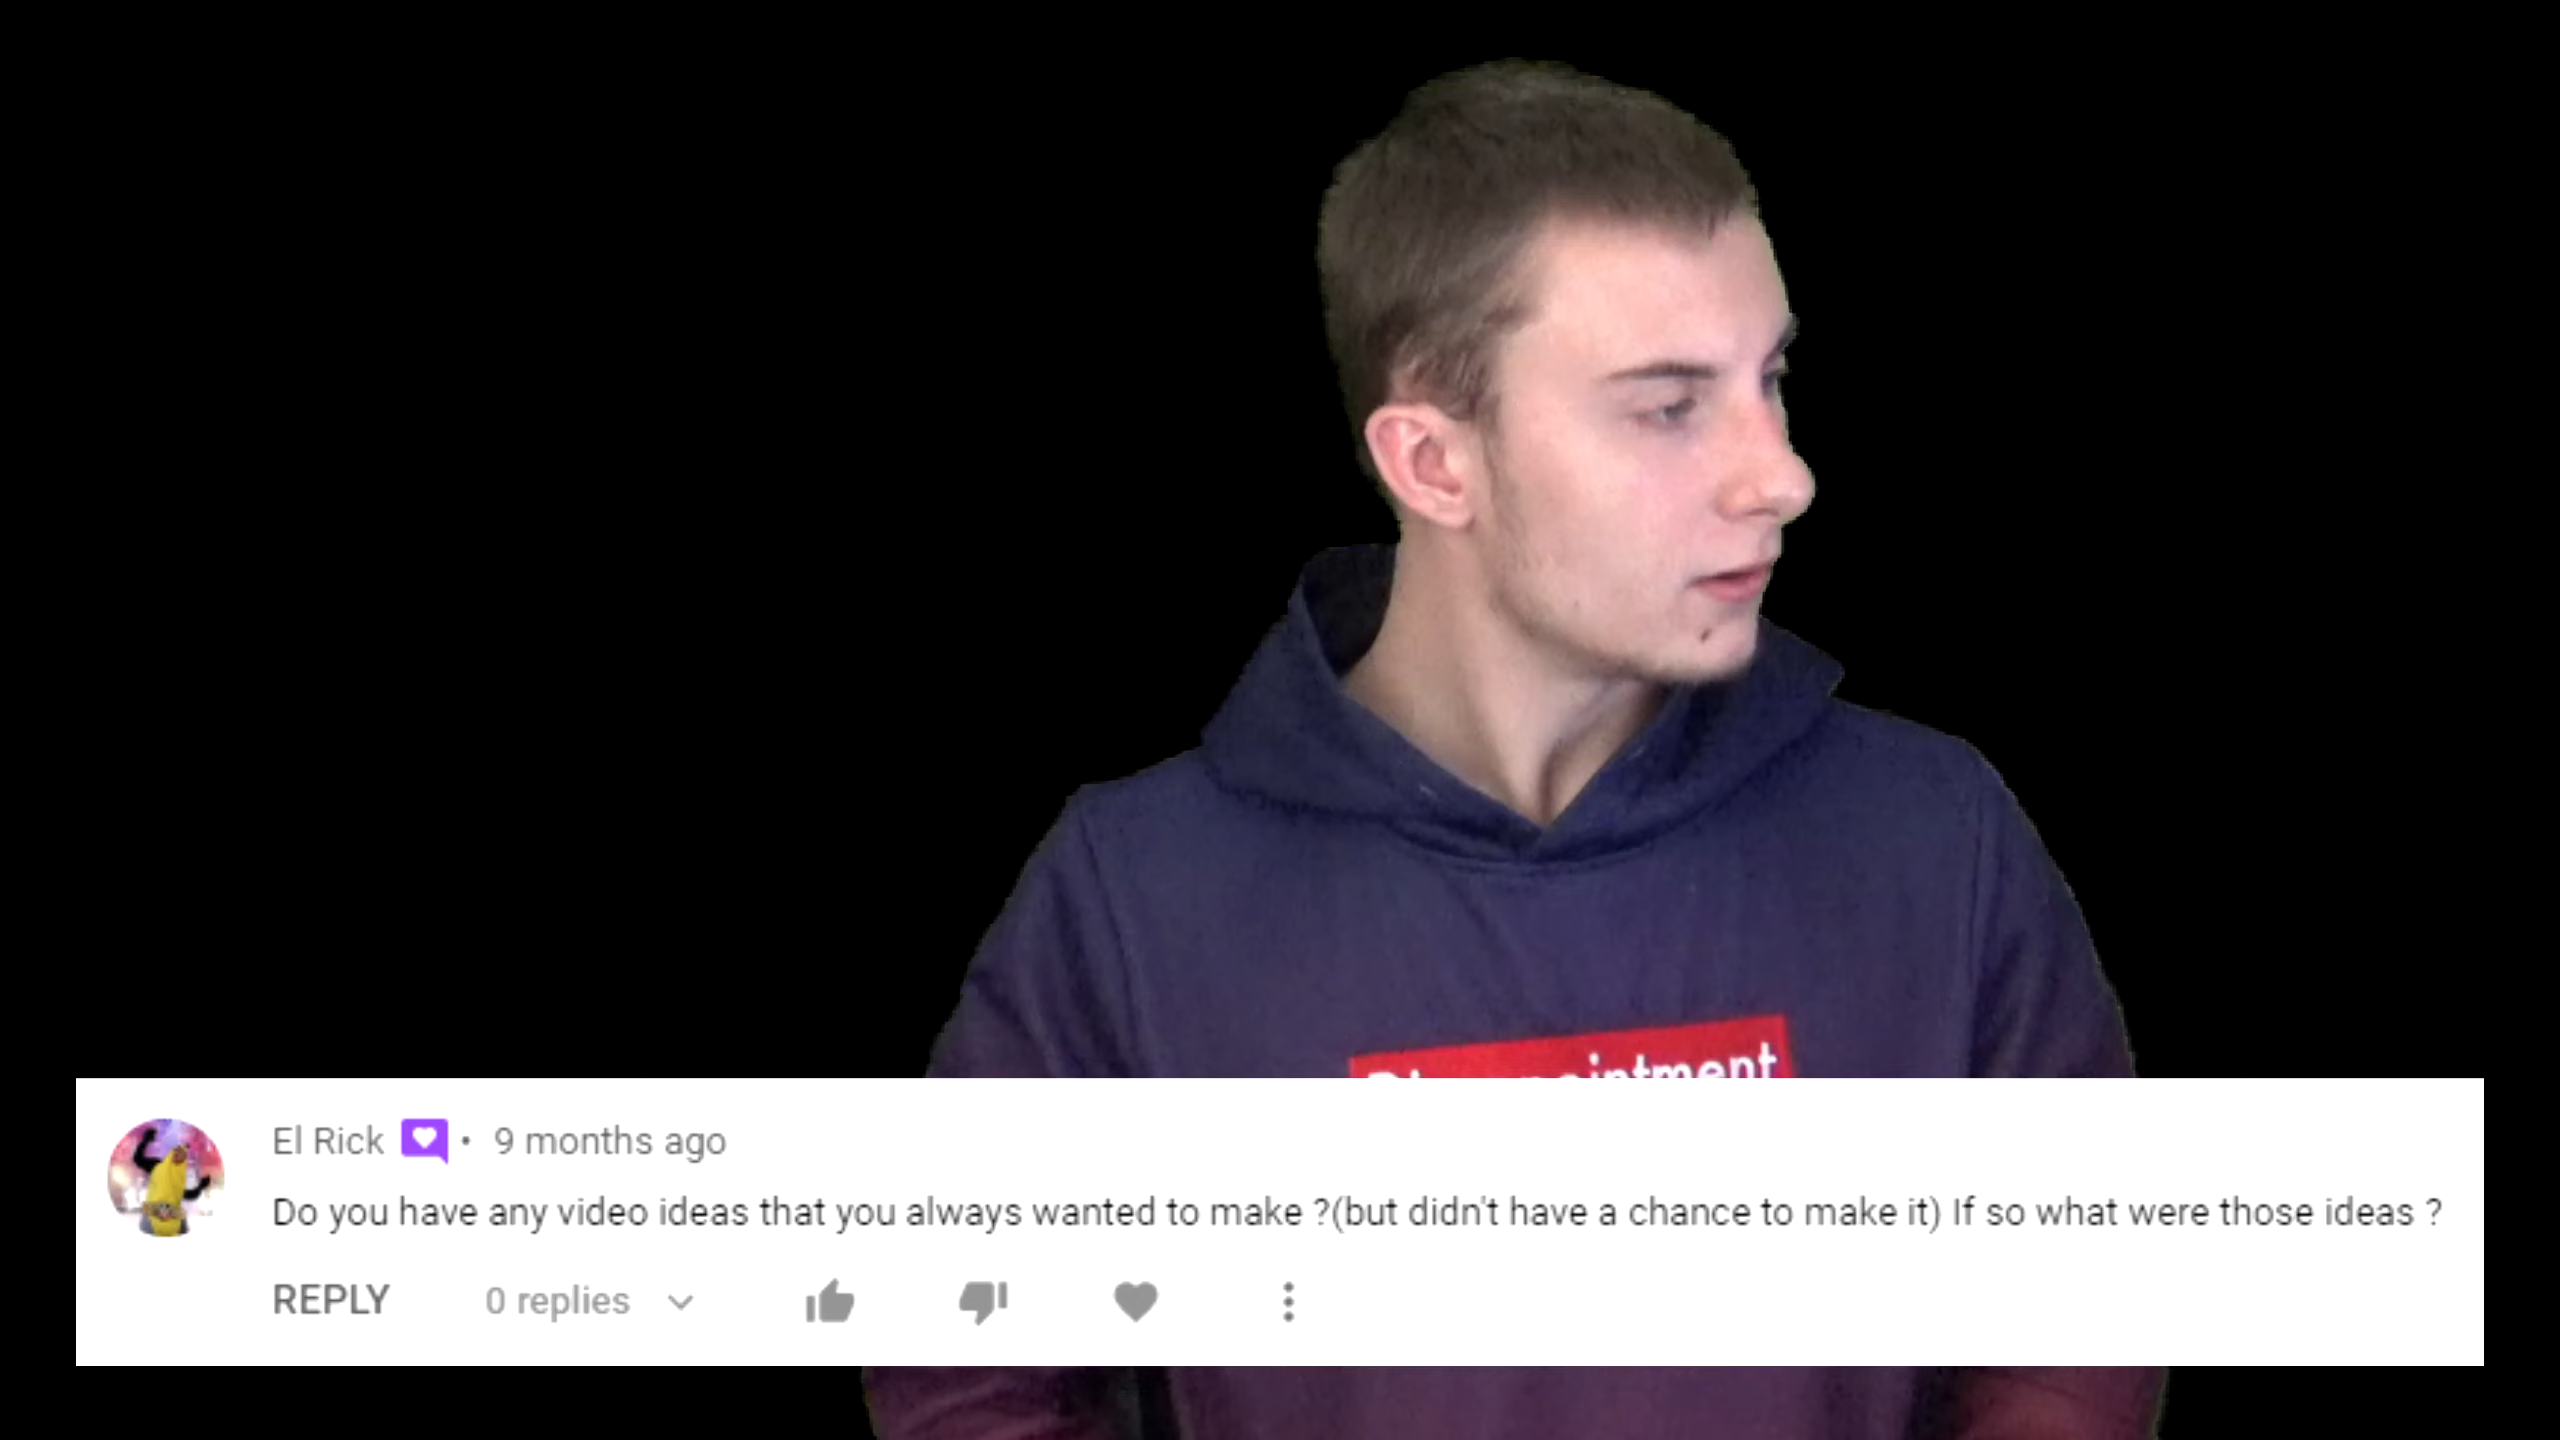 El Rick • 9 months ago
Do you have any video ideas that you always wanted to make ?(but didn't have a chance to make it) If so what were those ideas ?
REPLY 0 replies